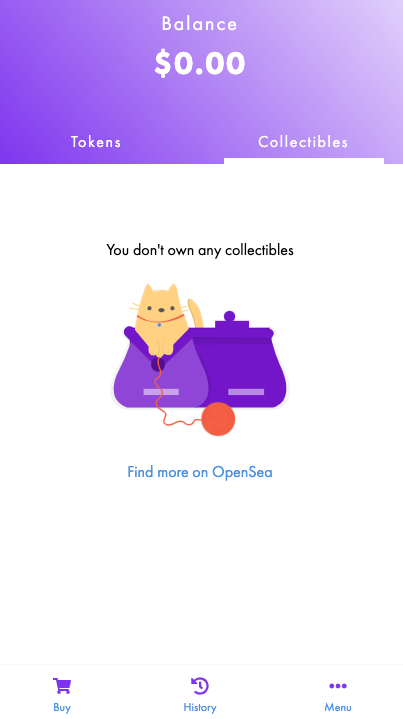 Balance
$0.00
Tokens
Collectibles
You don't own any collectibles
Find more on OpenSea
Buy
History
Menu